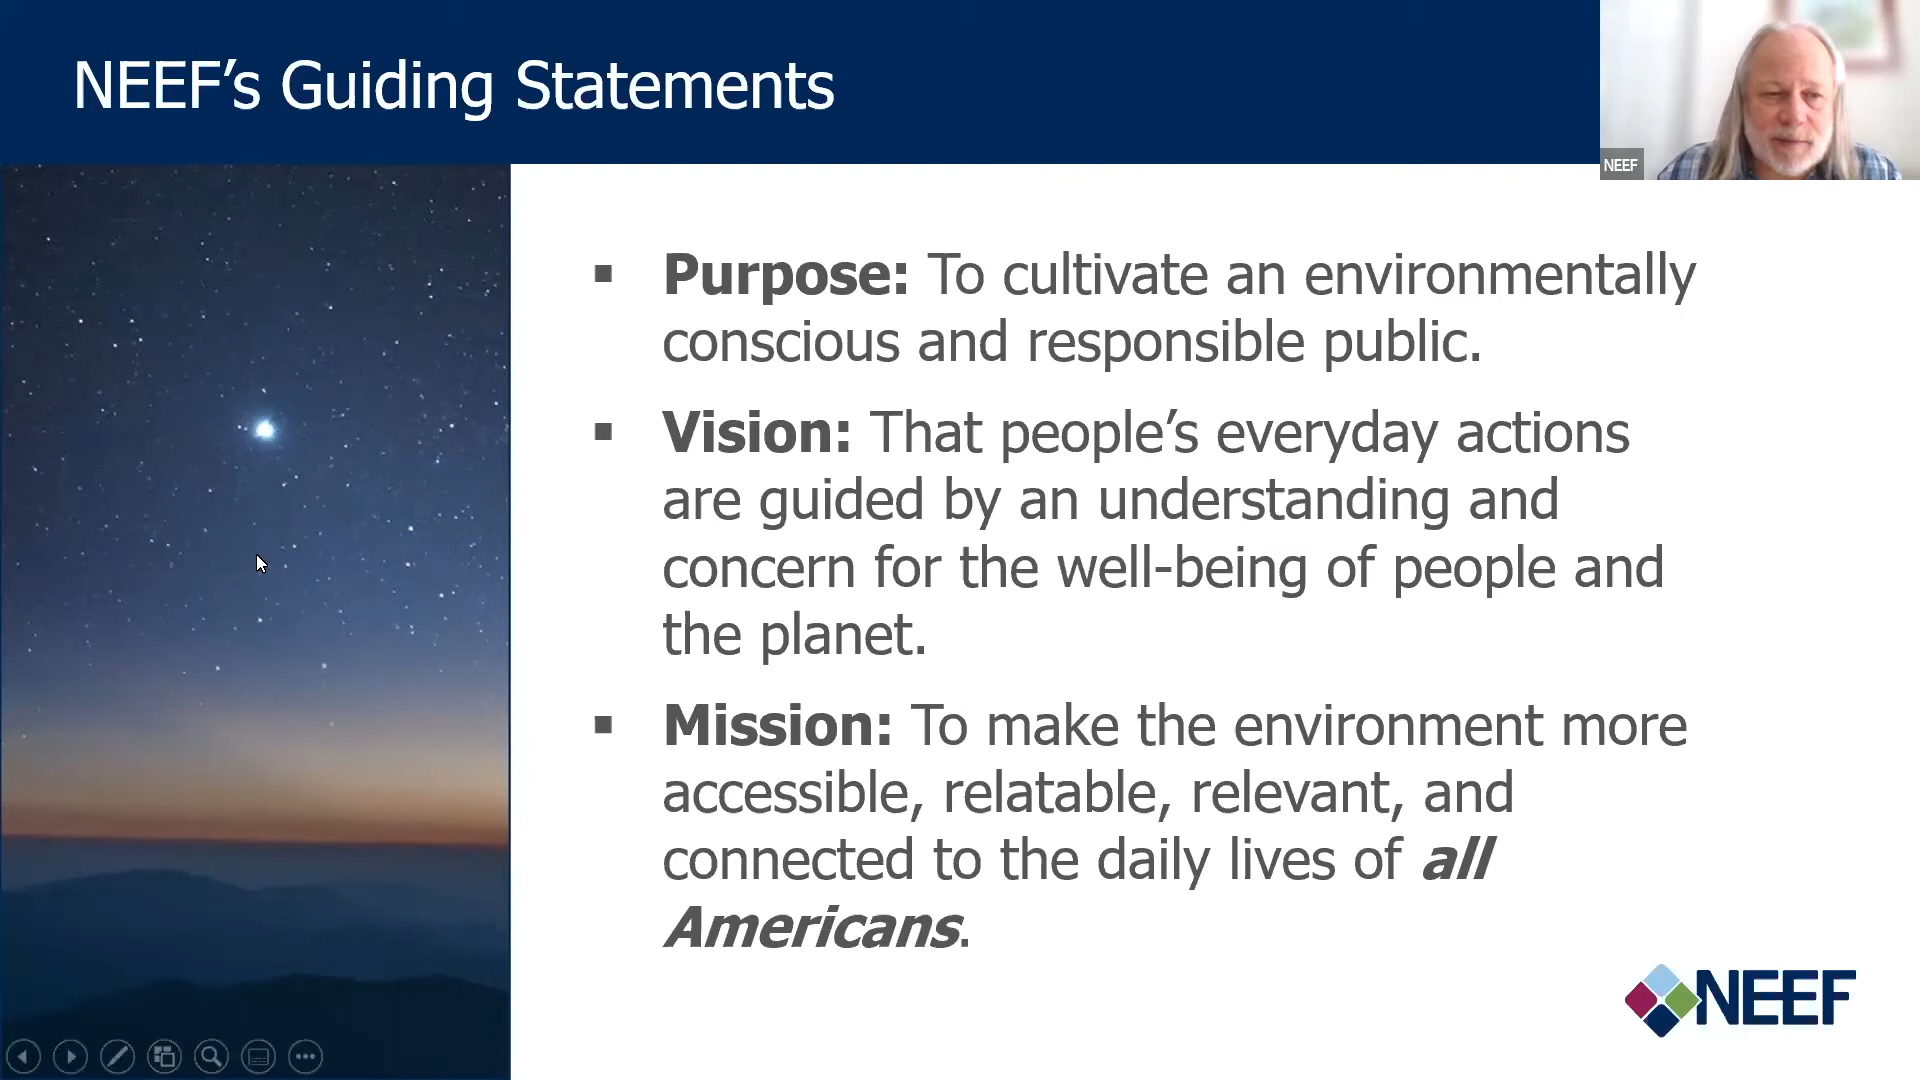 NEEF’s Guiding Statements
NEEF
▪ Purpose: To cultivate an environmentally
conscious and responsible public.
▪ Vision: That people’s everyday actions
are guided by an understanding and
concern for the well-being of people and
the planet.
▪ Mission: To make the environment more
accessible, relatable, relevant, and
connected to the daily lives of all
Americans.
NEEF